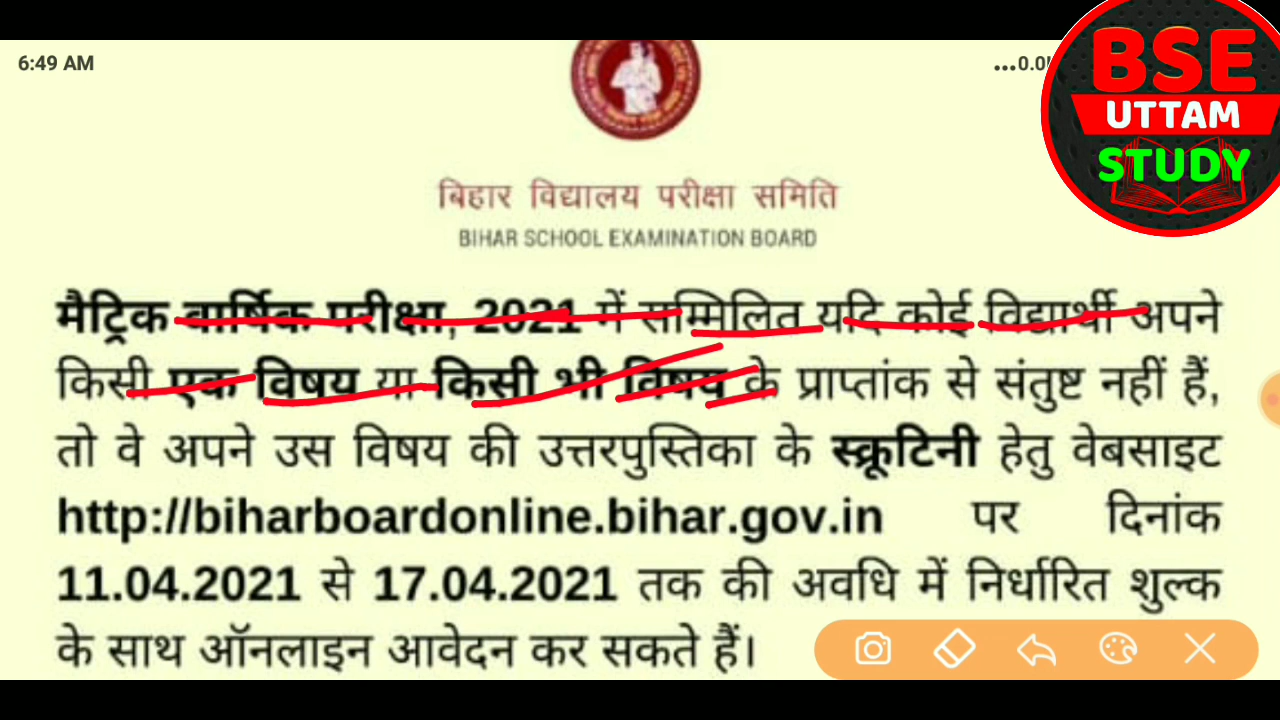 6:49 AM
BSE
UTTAM
STUDY
बिहार विद्यालय परीक्षा समिति
BIHAR SCHOOL EXAMINATION BOARD
मैट्रिक वार्षिक परीक्षा, 2021 में सम्मिलित यदि कोई विद्यार्थी अपने
किसी एक विषय या किसी भी विषय के प्राप्तांक से संतुष्ट नहीं हैं,
तो वे अपने उस विषय की उत्तरपुस्तिका के स्क्रूटिनी हेतु वेबसाइट
http://biharboardonline.bihar.gov.in पर दिनांक
11.04.2021 से 17.04.2021 तक की अवधि में निर्धारित शुल्क
के साथ ऑनलाइन आवेदन कर सकते हैं।